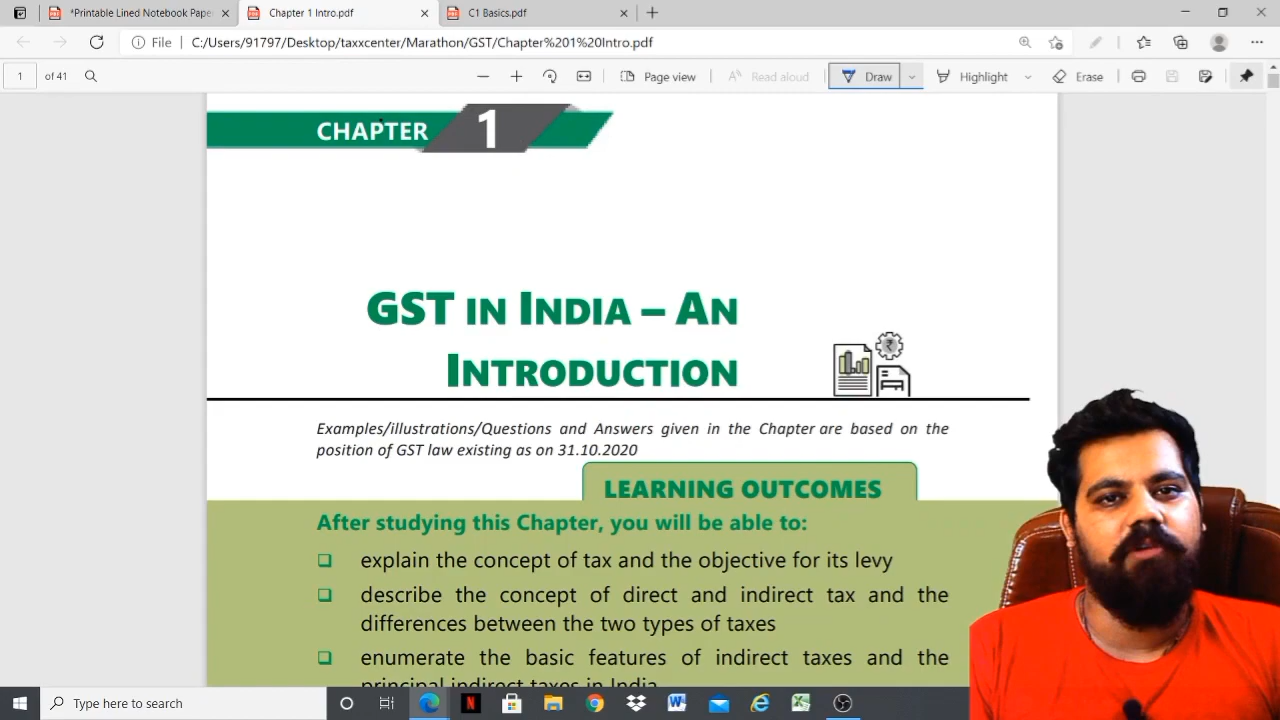 *Printable Lined Notebook Pape
Chapter 1 Intro.pdf
C1 Basics.pdf
File
C:/Users/91797/Desktop/taxxcenter/Marathon/GST/Chapter%201%20Intro.pdf
1 of 41
Page view
Read aloud
Draw
Highlight
Erase
CHAPTER 1
GST IN INDIA – AN
INTRODUCTION
Examples/illustrations/Questions and Answers given in the Chapter are based on the
position of GST law existing as on 31.10.2020
LEARNING OUTCOMES
After studying this Chapter, you will be able to:
❑ explain the concept of tax and the objective for its levy
❑ describe the concept of direct and indirect tax and the
differences between the two types of taxes
❑ enumerate the basic features of indirect taxes and the
principal indirect taxes in India
Type here to search